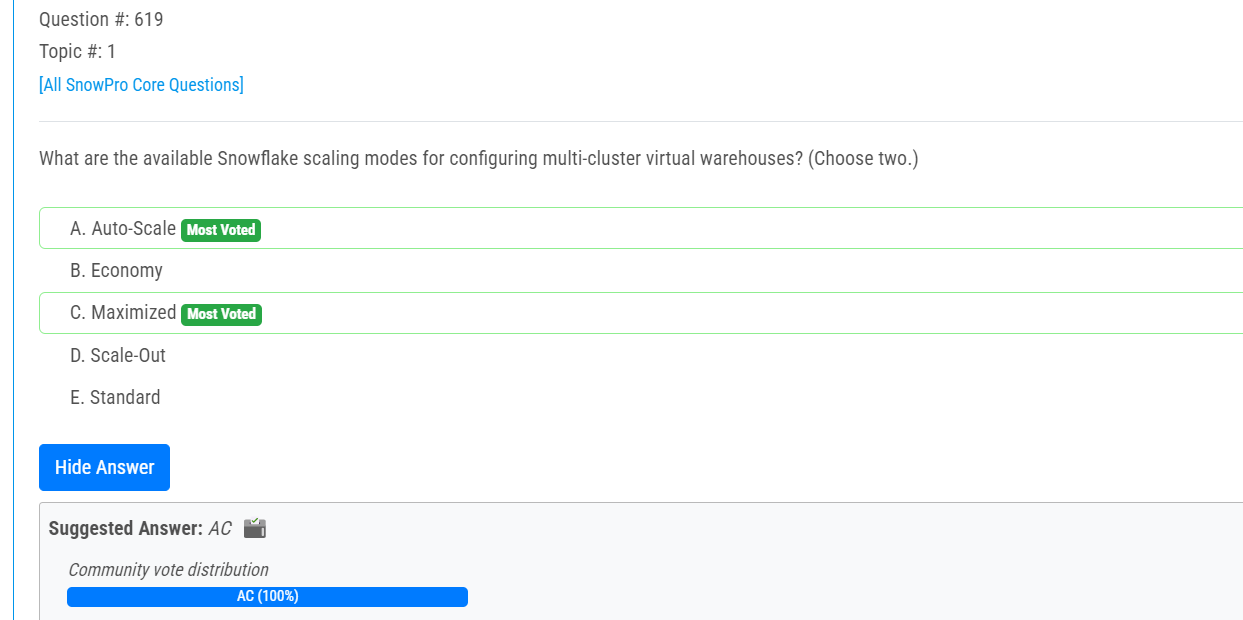 Question #: 619
Topic #: 1
[All SnowPro Core Questions]
What are the available Snowflake scaling modes for configuring multi-cluster virtual warehouses? (Choose two.)
A. Auto-Scale Most Voted
B. Economy
C. Maximized Most Voted
D. Scale-Out
E. Standard
Hide Answer
Suggested Answer: AC
Community vote distribution
AC (100%)